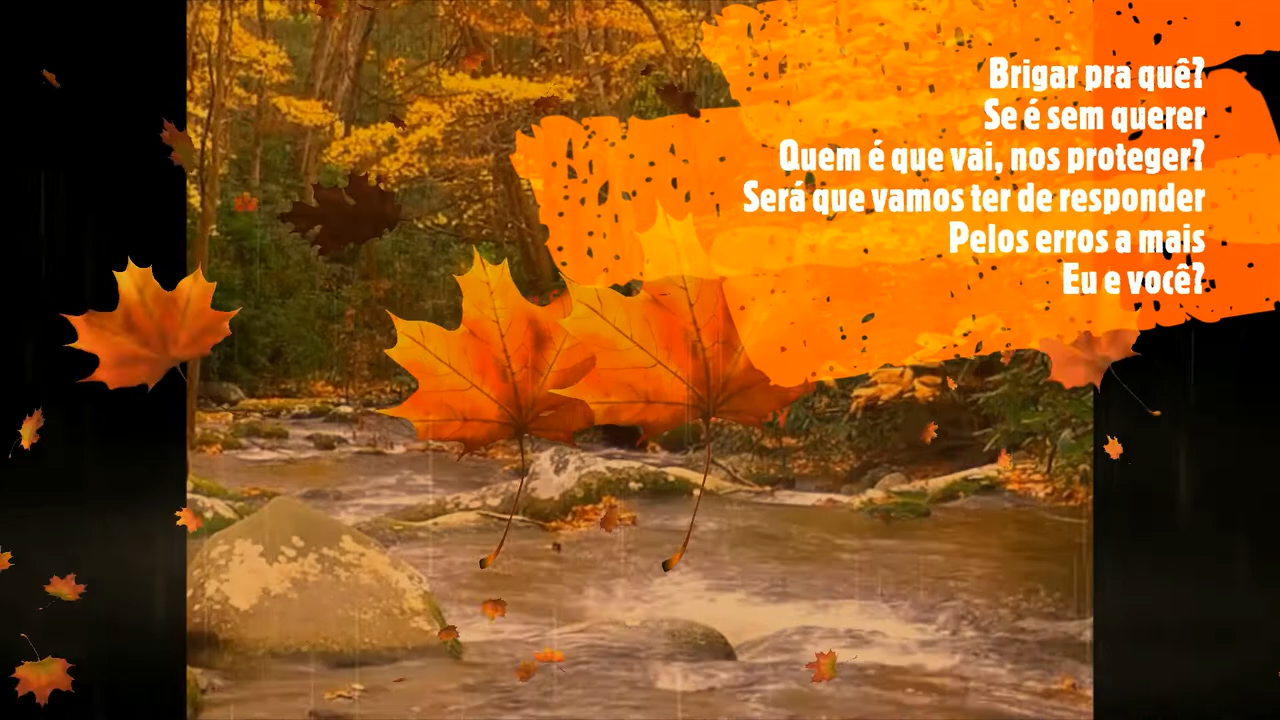 Brigar pra quê?
Se é sem querer
Quem é que vai, nos proteger?
Será que vamos ter de responder
Pelos erros a mais
Eu e você?